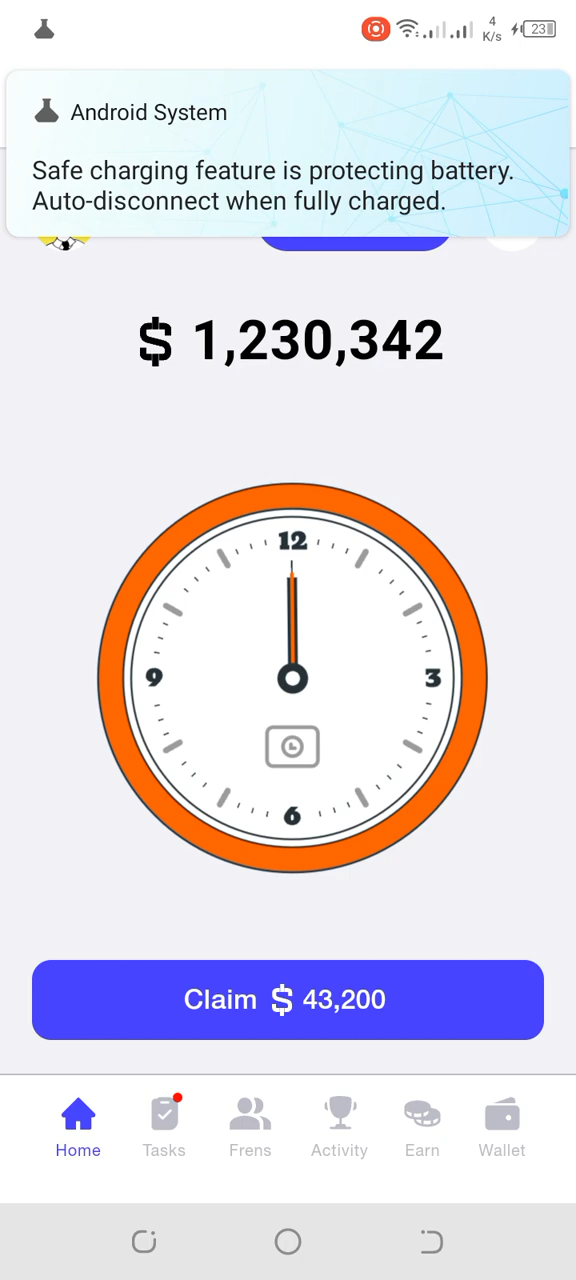 4
K/s
23
Android System
Safe charging feature is protecting battery.
Auto-disconnect when fully charged.
$ 1,230,342
12
9
3
6
Claim $ 43,200
Home
Tasks
Frens
Activity
Earn
Wallet